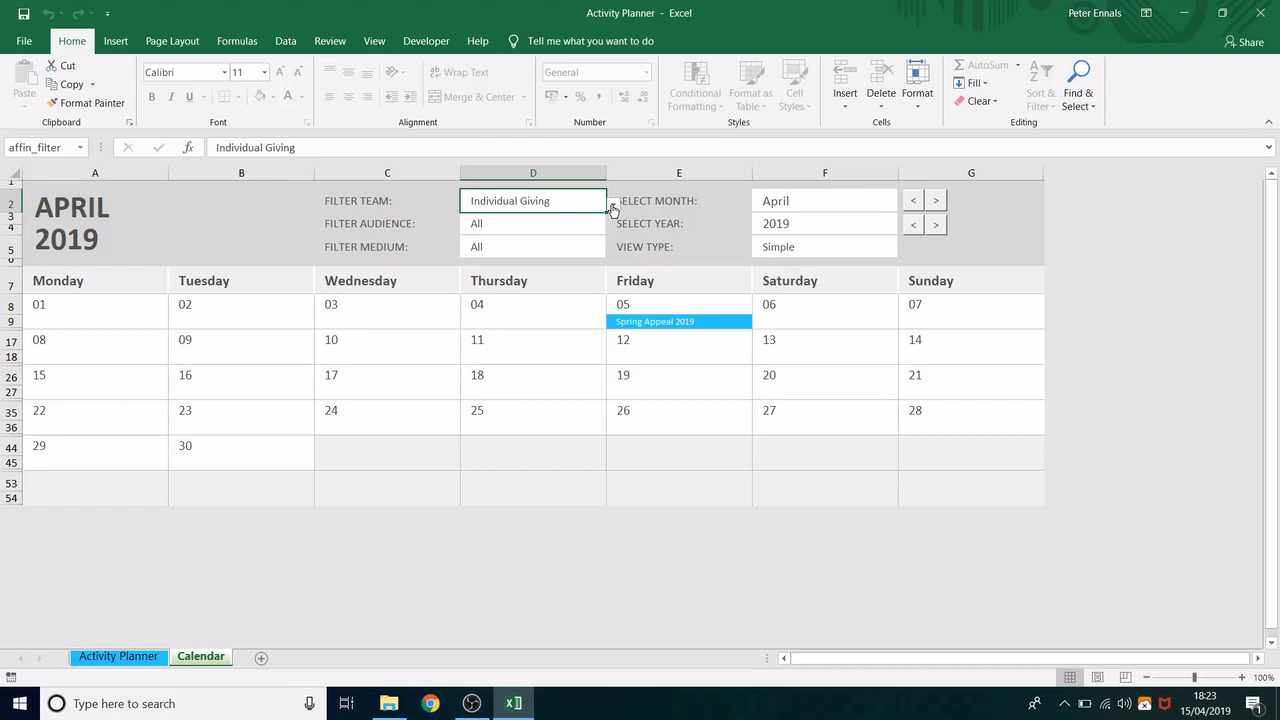 Activity Planner - Excel
Peter Ennals
File Home Insert Page Layout Formulas Data Review View Developer Help Tell me what you want to do Share
Paste
Cut
Copy
Format Painter
Clipboard
Calibri 11
B I U A A A
Font
Wrap Text
Merge & Center
Alignment
General
% ,
Number
Conditional Formatting
Format as Table
Cell Styles
Styles
Insert
Delete
Format
Cells
AutoSum
Fill
Clear
Sort & Filter
Find & Select
Editing
affin_filter fx Individual Giving
A B C D E F G
1
2 APRIL FILTER TEAM: Individual Giving SELECT MONTH: April < >
3
4 2019 FILTER AUDIENCE: All SELECT YEAR: 2019 < >
5 FILTER MEDIUM: All VIEW TYPE: Simple
6
7 Monday Tuesday Wednesday Thursday Friday Saturday Sunday
8 01 02 03 04 05 06 07
9 Spring Appeal 2019
17 08 09 10 11 12 13 14
18
26 15 16 17 18 19 20 21
27
35 22 23 24 25 26 27 28
36
44 29 30
45
53
54
Activity Planner Calendar
100%
Type here to search
18:23
15/04/2019
1